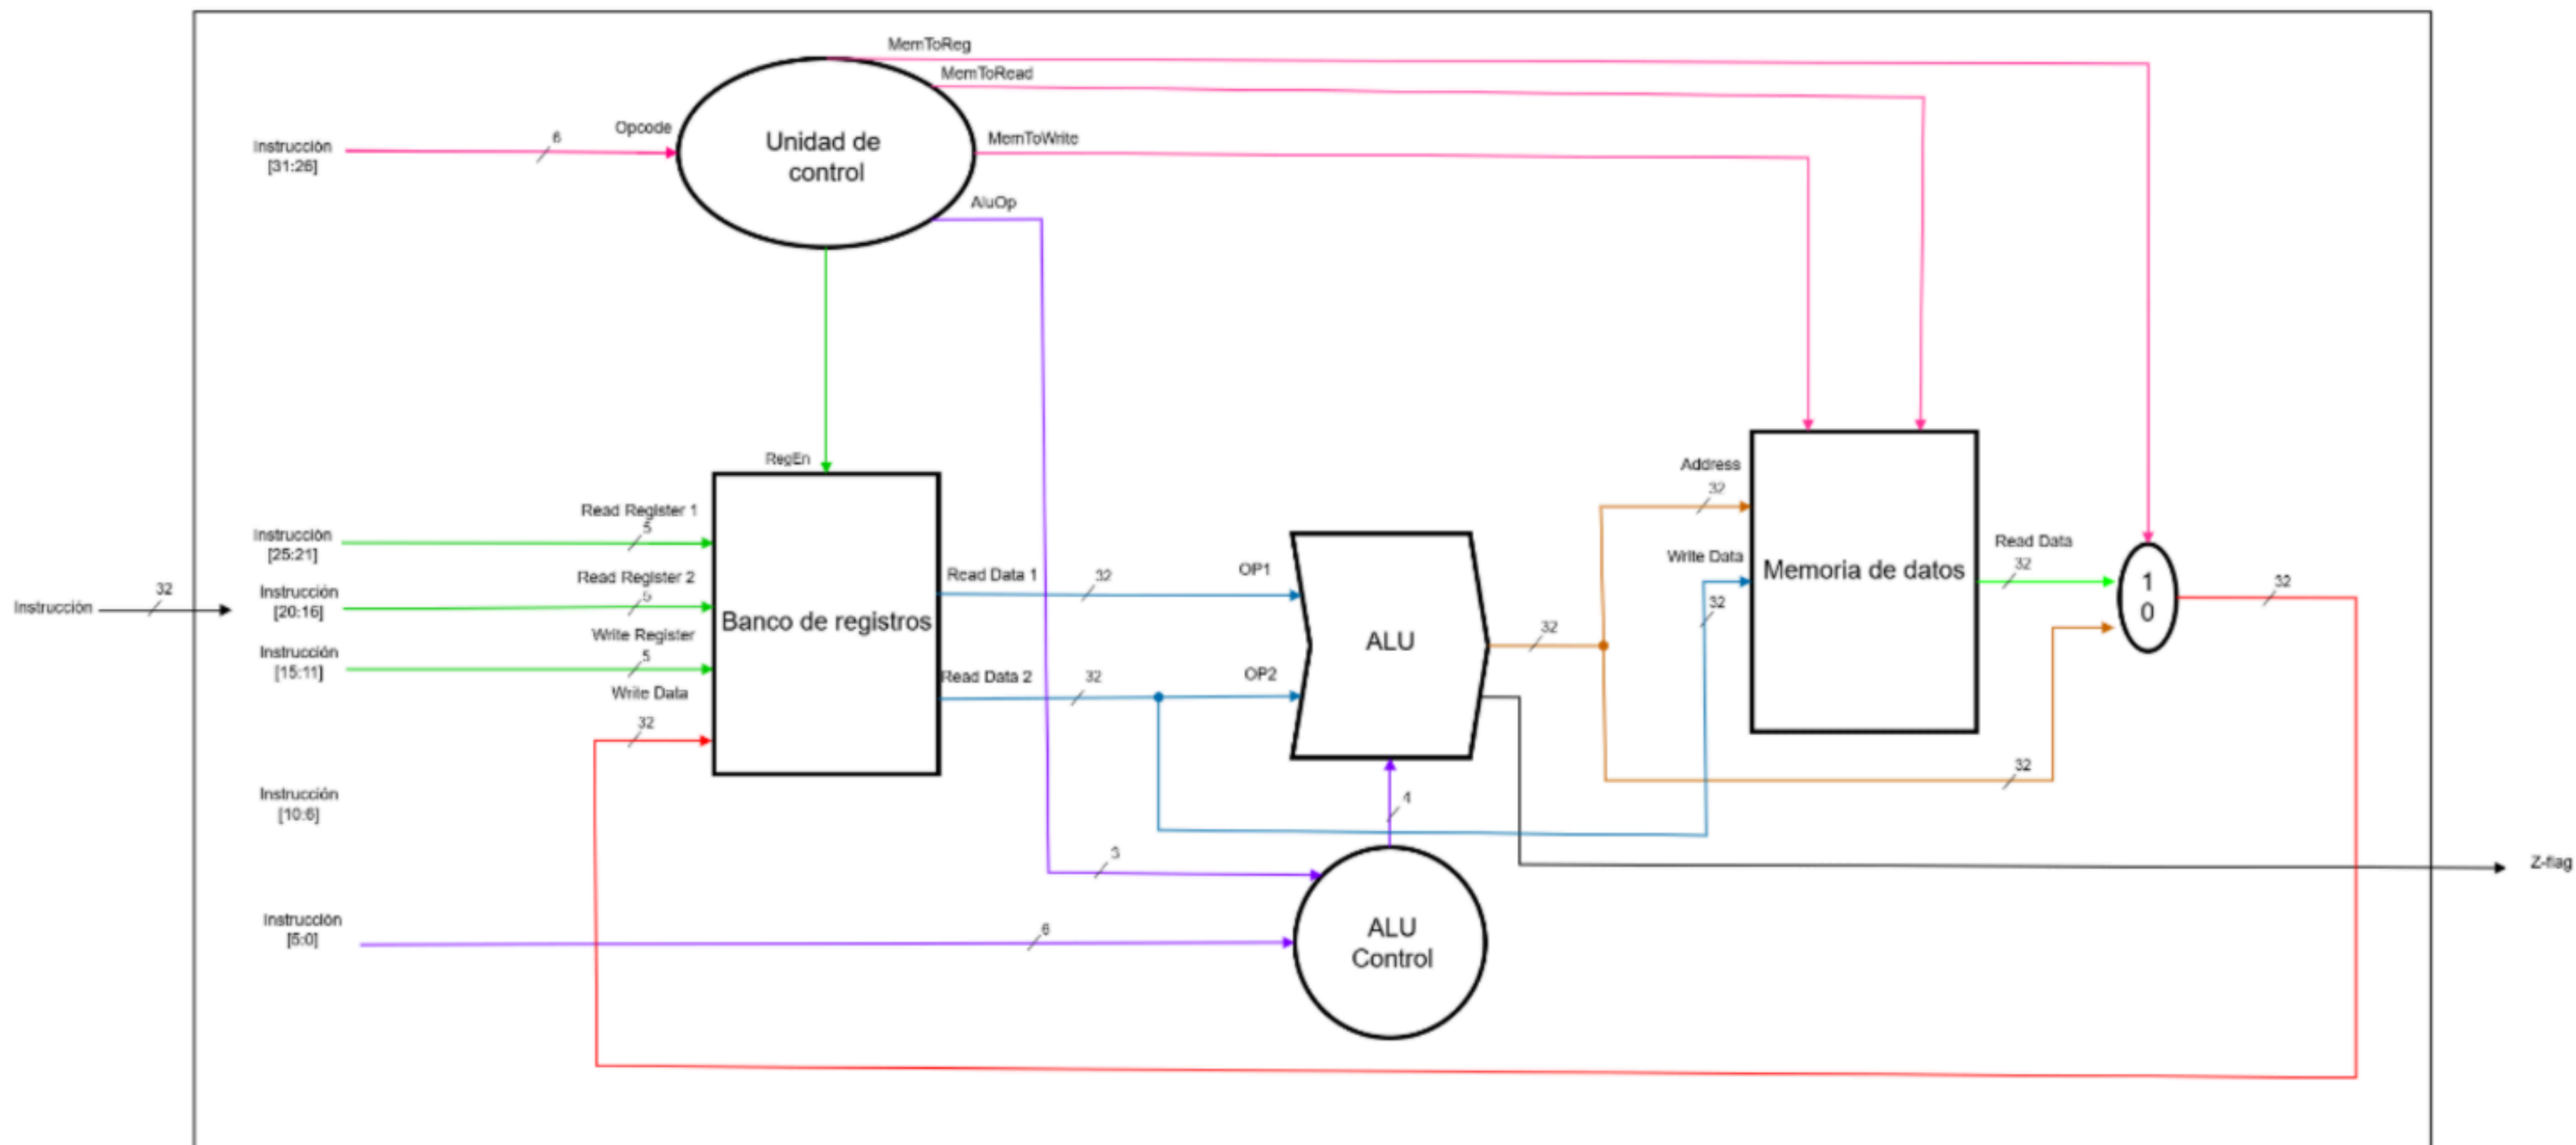 MemToReg
MemToRead
Opcode
6
Instrucción
[31:26]
Unidad de
control
MemToWrite
AluOp
RegEn
Address
32
Read Register 1
5
Instrucción
[25:21]
Read Data
32
Write Data
32
Memoria de datos
OP1
Read Data 1
32
Read Register 2
5
Instrucción
[20:16]
1
0
32
Instrucción
32
Banco de registros
Write Register
5
Instrucción
[15:11]
ALU
32
OP2
Read Data 2
32
Write Data
32
32
Instrucción
[10:6]
4
3
Z-flag
Instrucción
[5:0]
6
ALU
Control